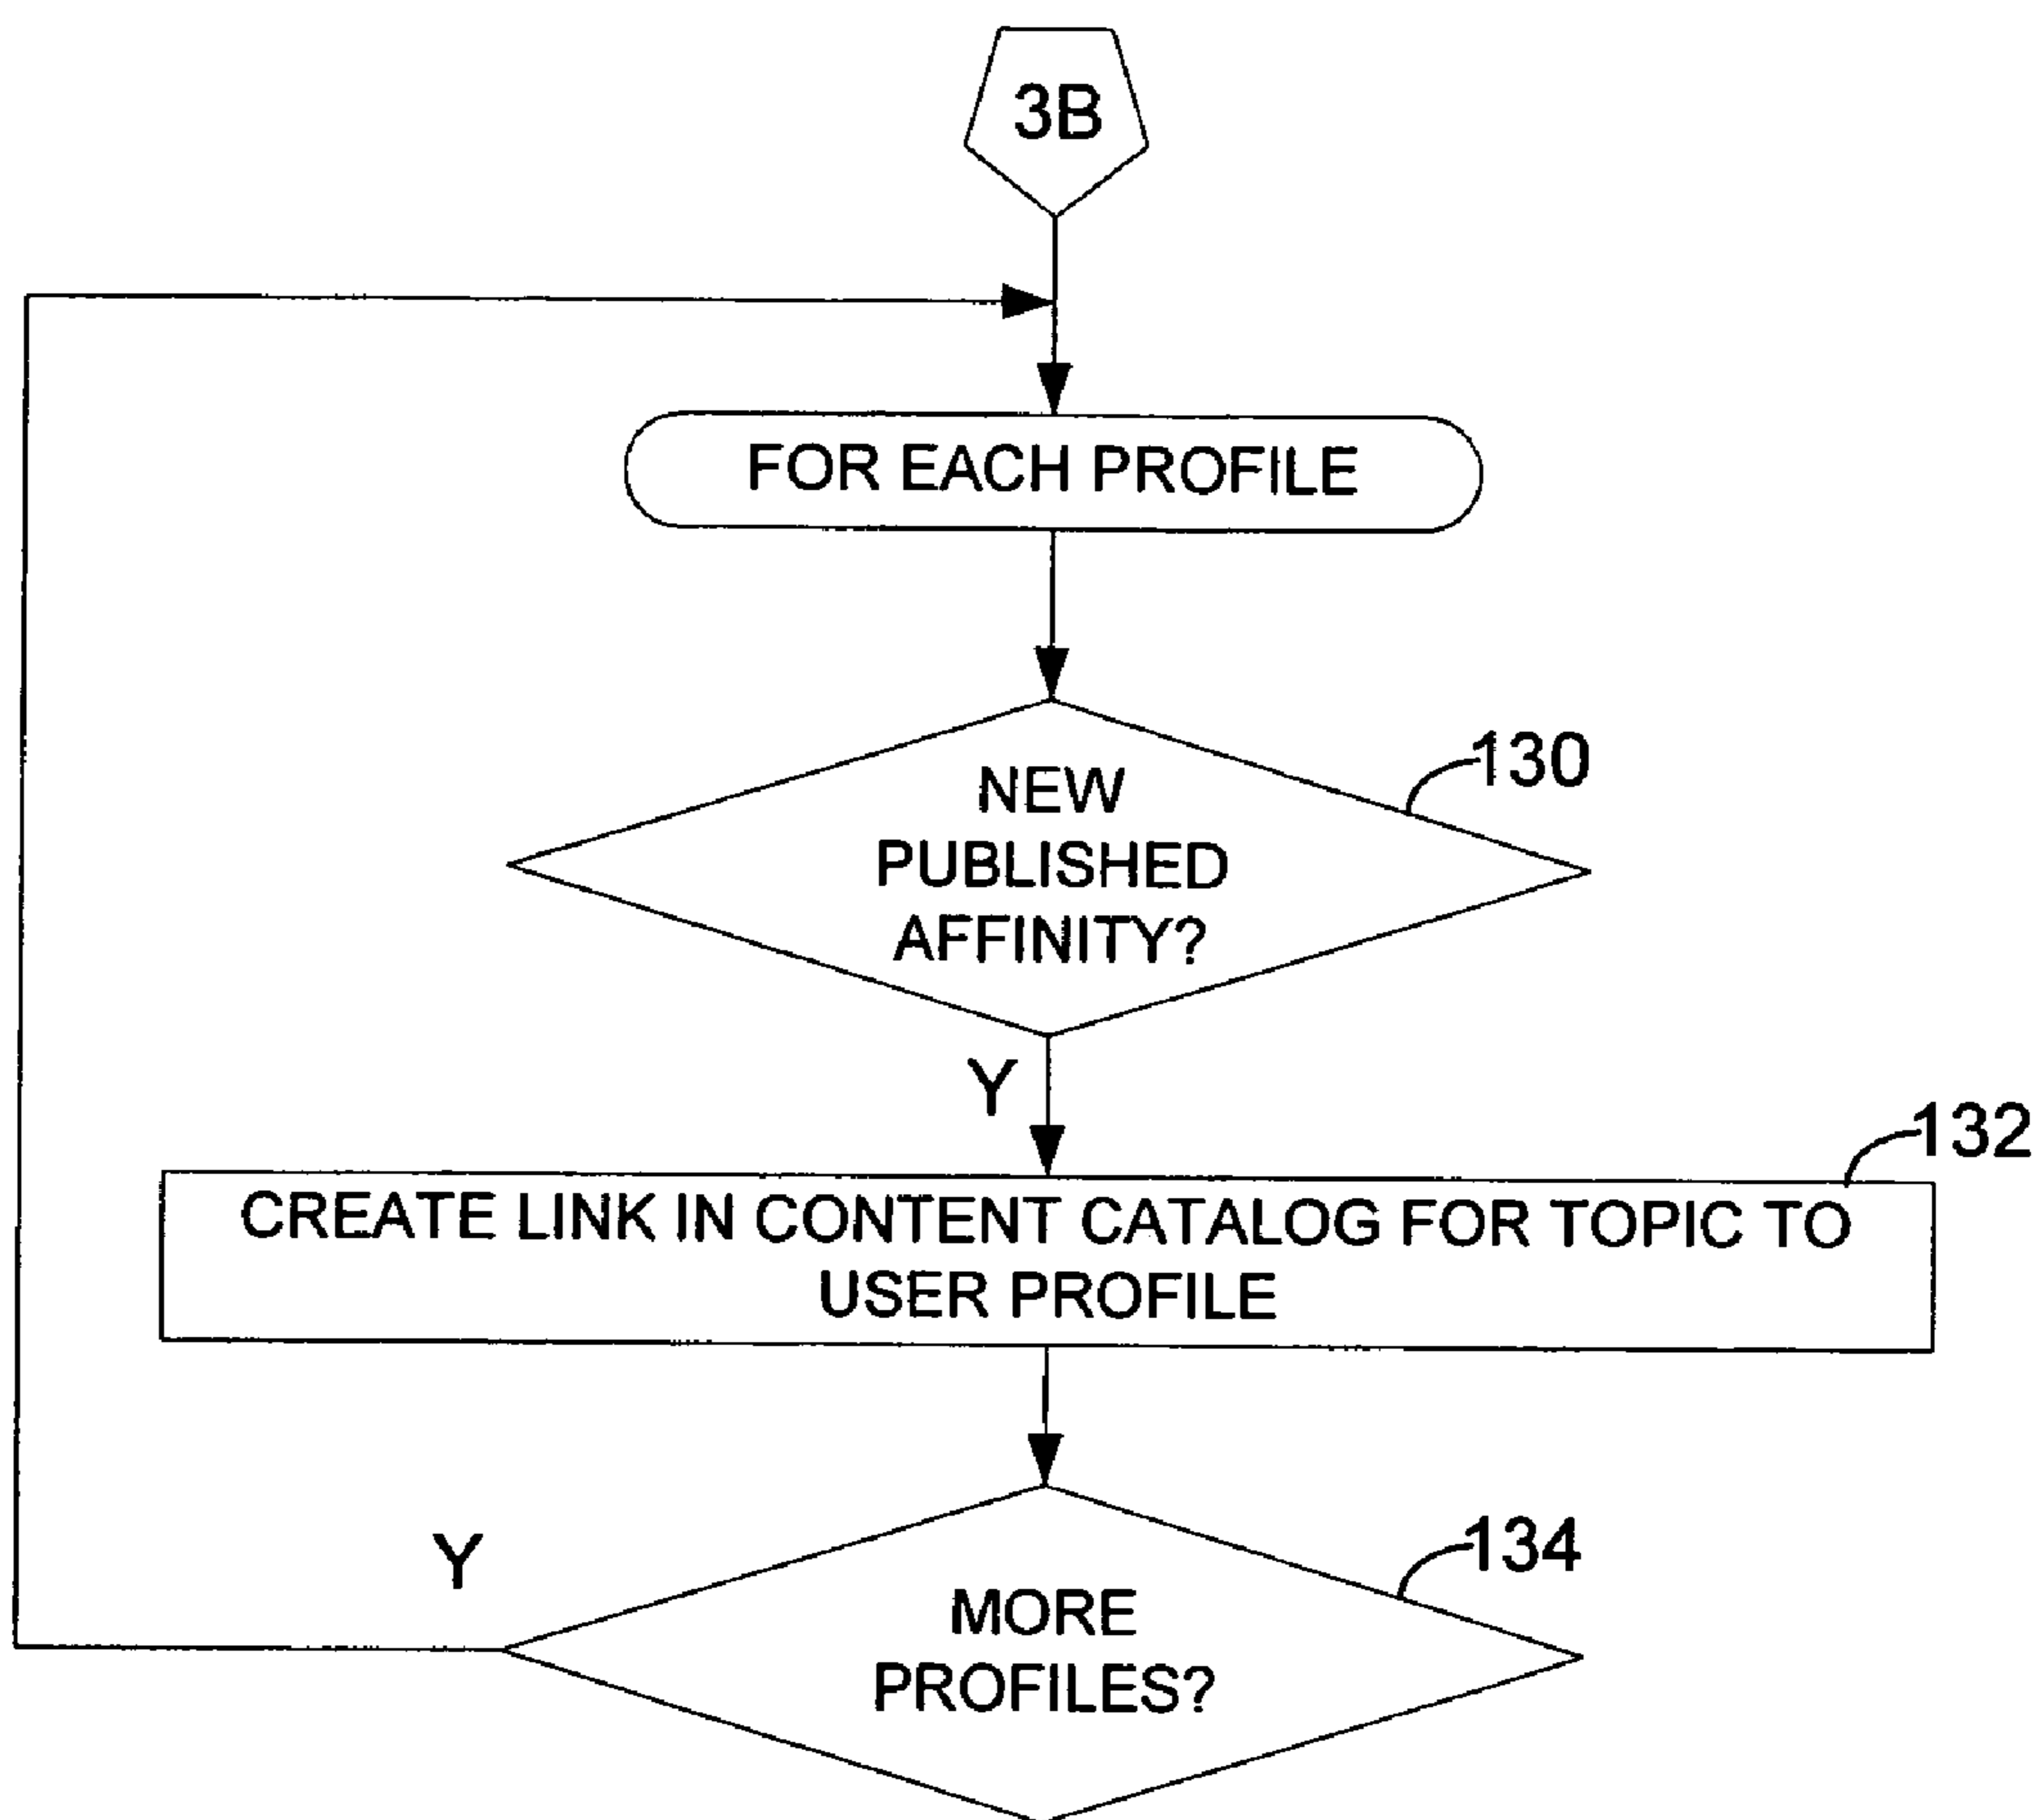 3B
FOR EACH PROFILE
130
NEW
PUBLISHED
AFFINITY?
Y
132
CREATE LINK IN CONTENT CATALOG FOR TOPIC TO
USER PROFILE
Y
134
MORE
PROFILES?